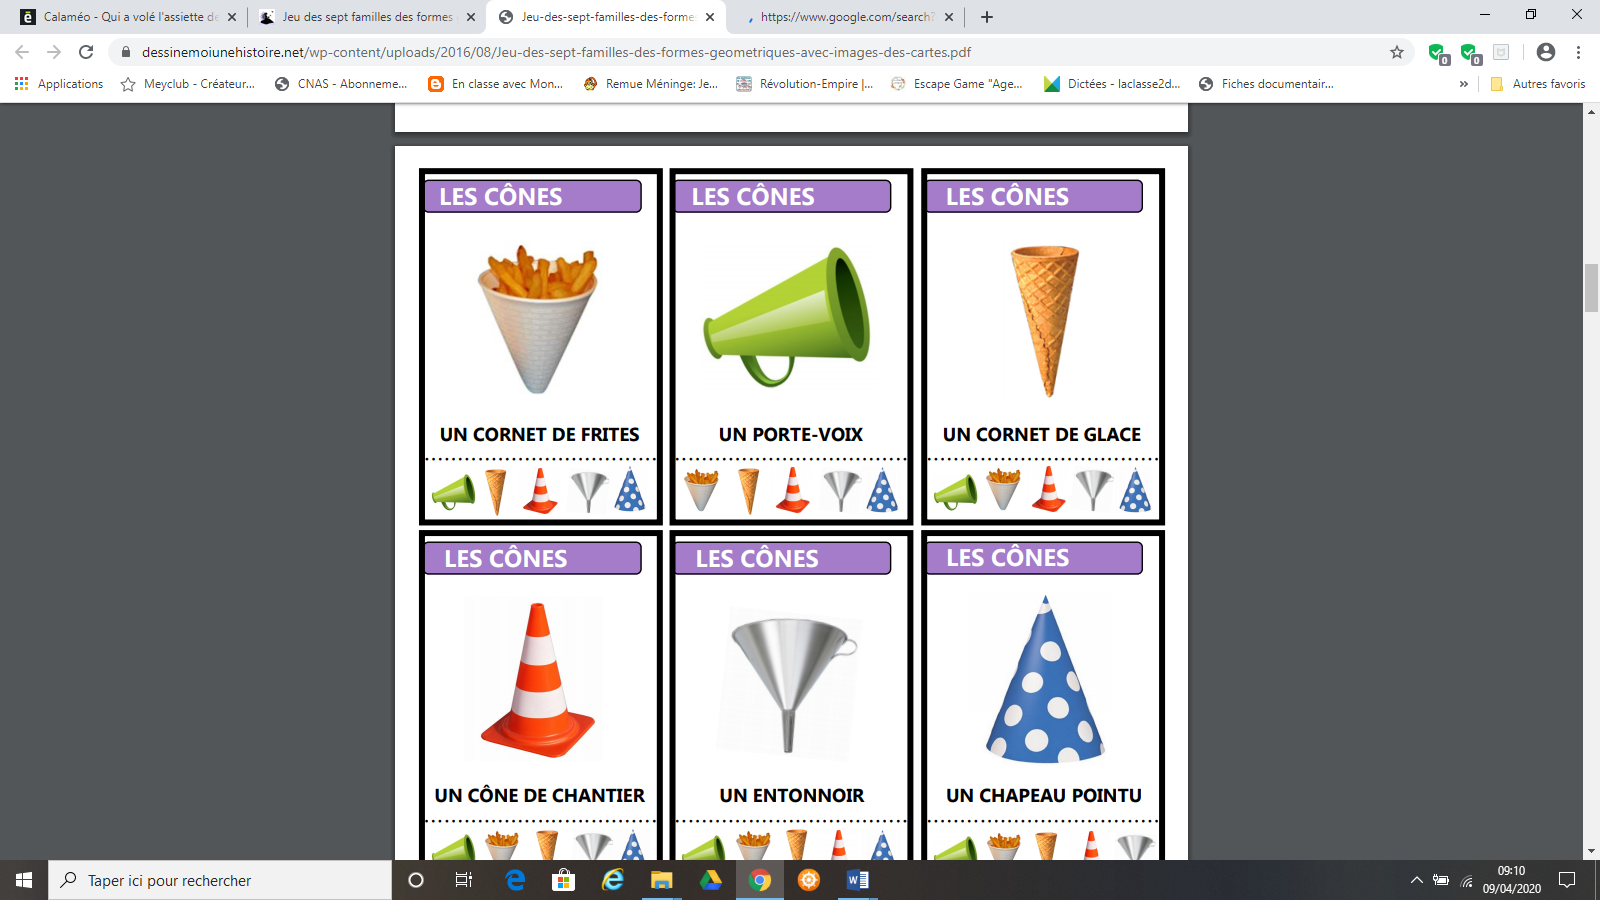 Calaméo - Qui a volé l'assiette de
Jeu des sept familles des formes
Jeu-des-sept-familles-des-forme
https://www.google.com/search?
dessinemoiunehistoire.net/wp-content/uploads/2016/08/Jeu-des-sept-familles-des-formes-geometriques-avec-images-des-cartes.pdf
0
0
Applications
Meyclub - Créateur...
CNAS - Abonneme...
En classe avec Mon...
Remue Méninge: Je...
Révolution-Empire |...
Escape Game "Age...
Dictées - laclasse2d...
Fiches documentair...
»
Autres favoris
LES CÔNES
LES CÔNES
LES CÔNES
UN CORNET DE FRITES
UN PORTE-VOIX
UN CORNET DE GLACE
LES CÔNES
LES CÔNES
LES CÔNES
UN CÔNE DE CHANTIER
UN ENTONNOIR
UN CHAPEAU POINTU
Taper ici pour rechercher
09:10
09/04/2020